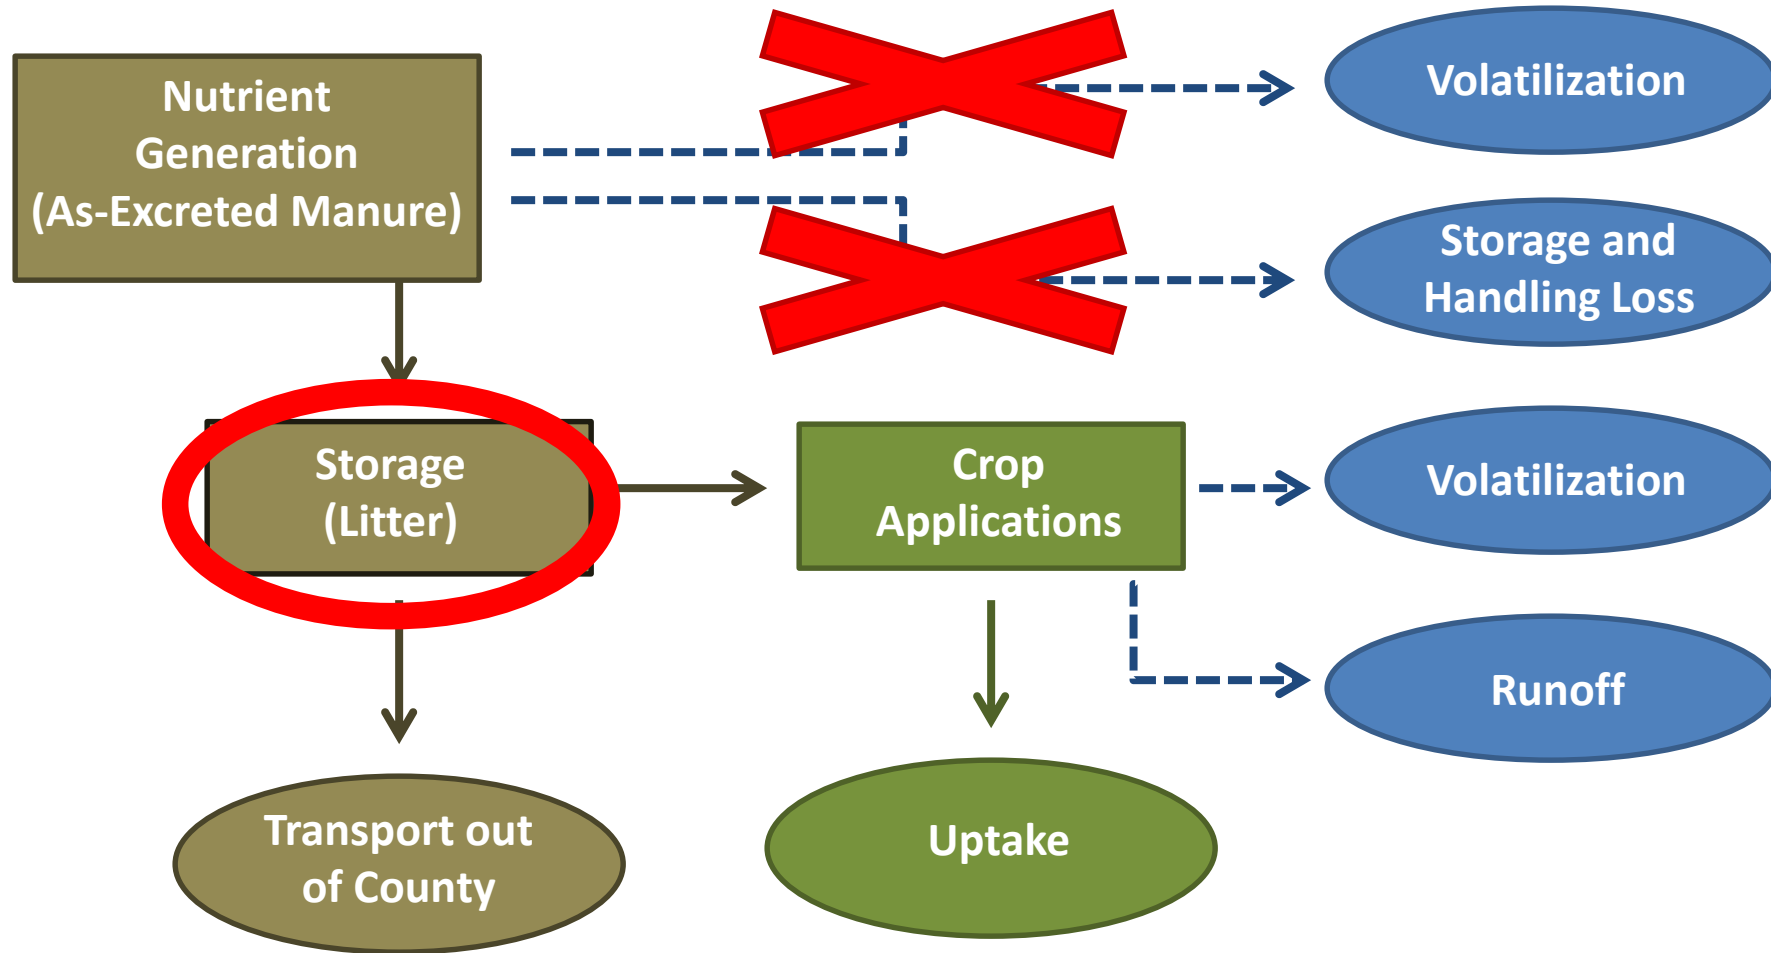 Nutrient
Generation
(As-Excreted Manure)
Volatilization
Storage and
Handling Loss
Storage
(Litter)
Crop
Applications
Volatilization
Runoff
Transport out
of County
Uptake